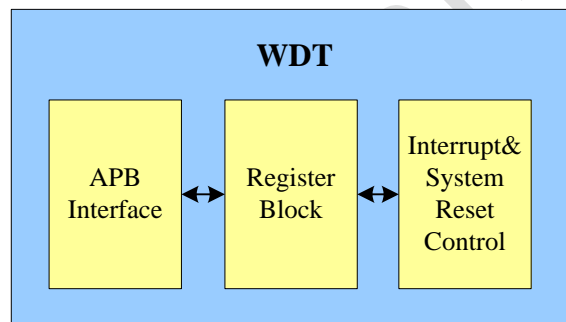 WDT
APB
Interface
Register
Block
Interrupt&
System
Reset
Control